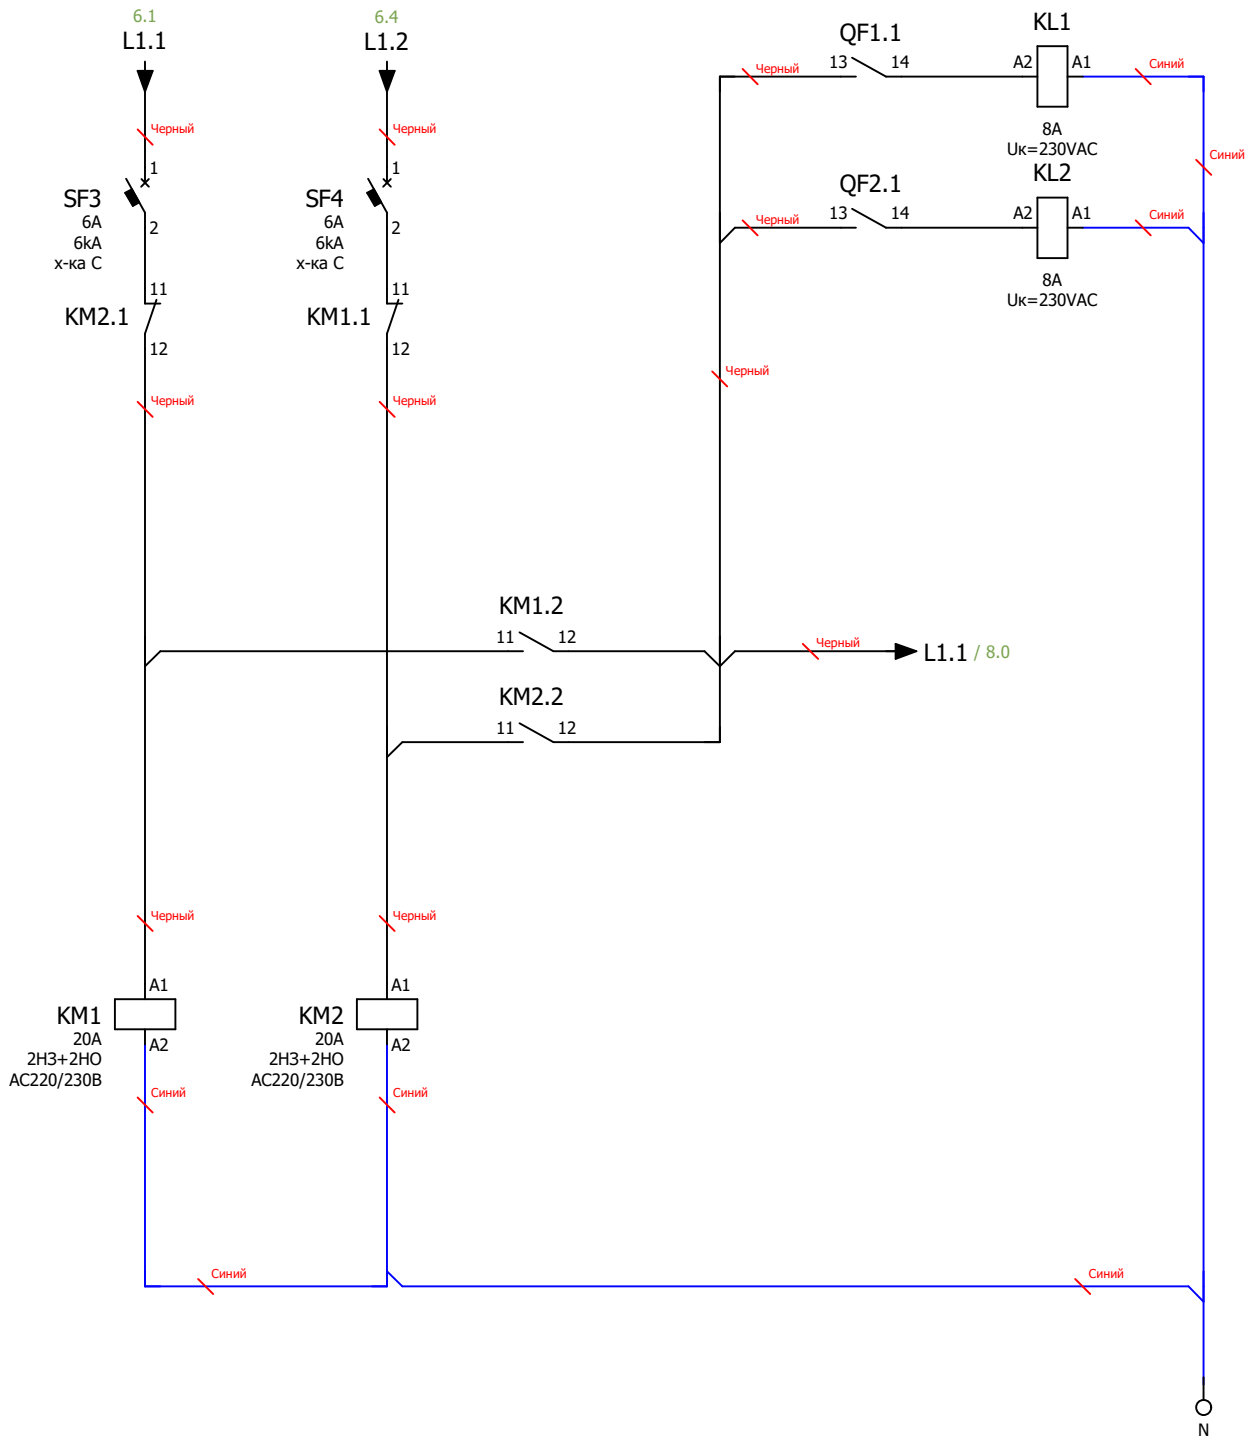 6.1
L1.1
6.4
L1.2
QF1.1
KL1
13
14
A2
A1
Черный
Синий
8A
Uк=230VAC
Черный
Черный
Синий
1
1
SF3
6A
6kA
х-ка С
2
SF4
6A
6kA
х-ка С
2
QF2.1
KL2
13
14
A2
A1
Черный
Синий
8A
Uк=230VAC
11
KM2.1
12
11
KM1.1
12
Черный
Черный
Черный
KM1.2
11
12
Черный
L1.1 / 8.0
KM2.2
11
12
Черный
Черный
A1
KM1
20A
2НЗ+2НО
AC220/230В
A2
A1
KM2
20A
2НЗ+2НО
AC220/230В
A2
Синий
Синий
Синий
Синий
N